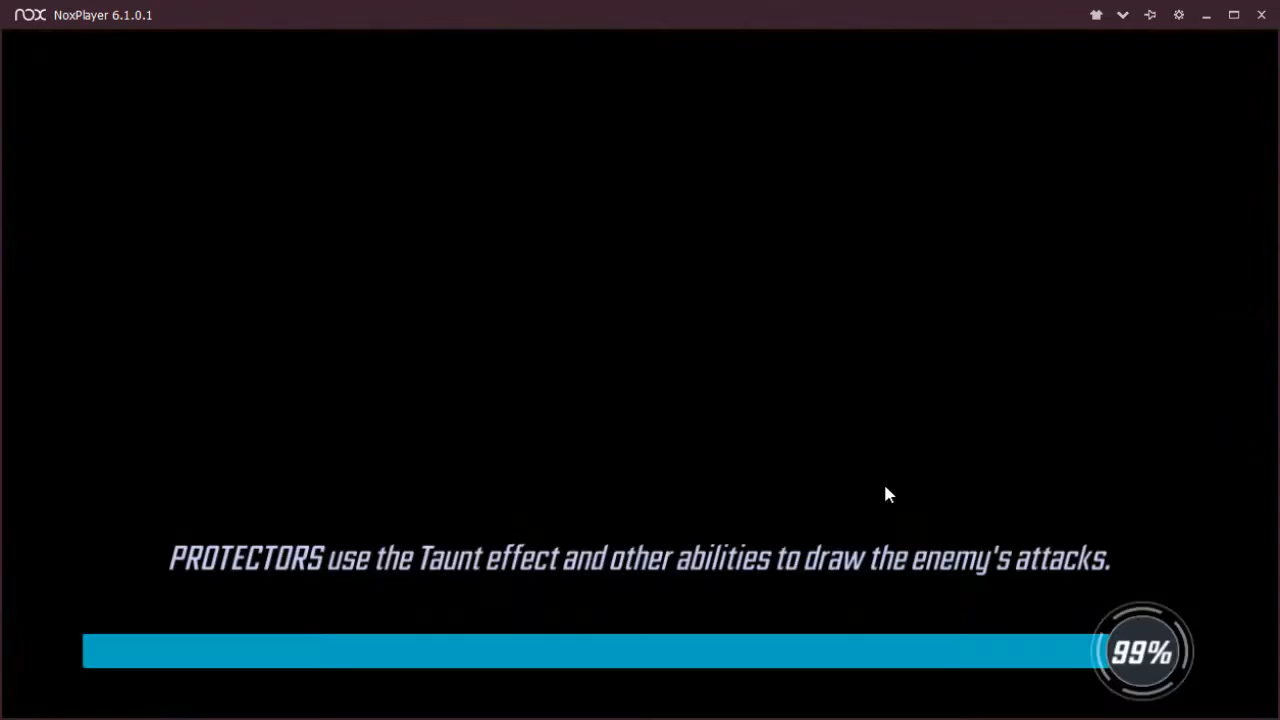 nox NoxPlayer 6.1.0.1
PROTECTORS use the Taunt effect and other abilities to draw the enemy's attacks.
99%